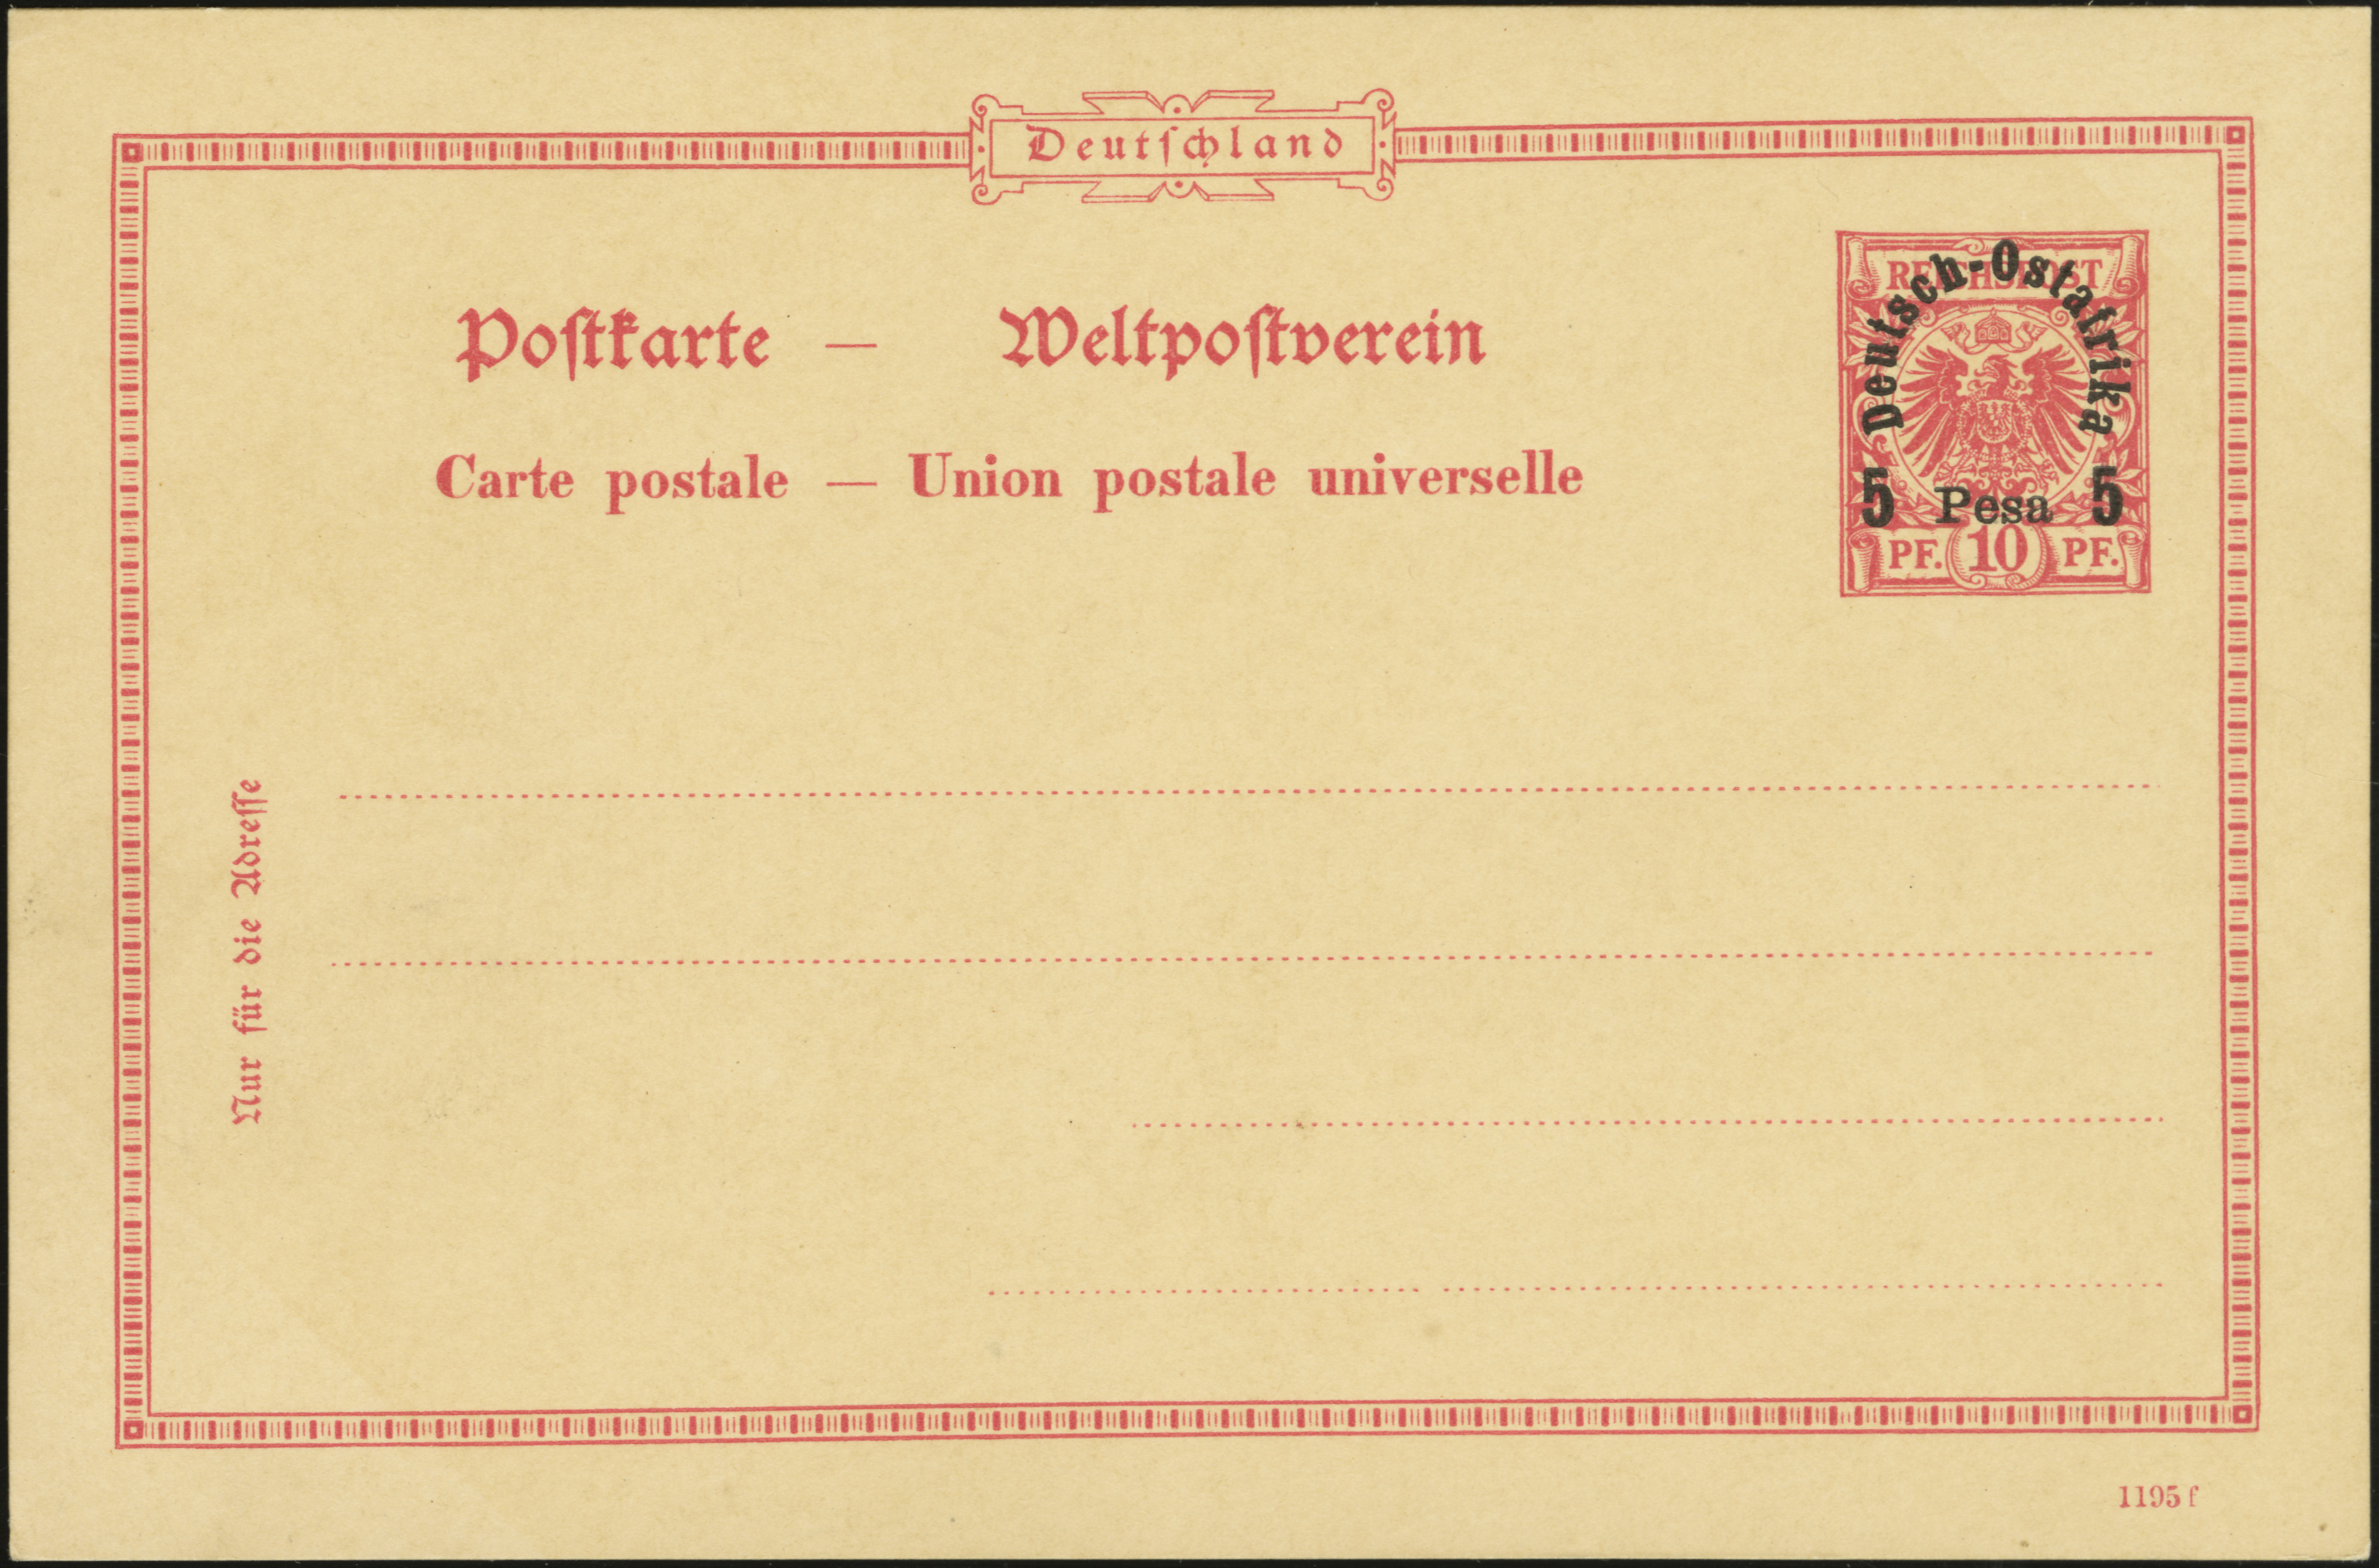 Deutſchland
REICHSPOST
Deutsch-Ostafrika
5 Pesa 5
PF. 10 PF.
Poſtkarte — Weltpoſtverein
Carte postale — Union postale universelle
Nur für die Adreſſe
1195 f